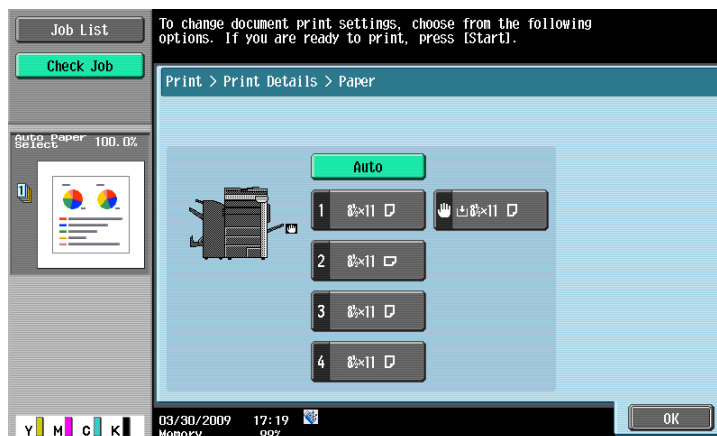 Job List
Check Job
To change document print settings, choose from the following
options. If you are ready to print, press [Start].
Print > Print Details > Paper
Auto Paper
Select 100.0%
1
Auto
1 8½×11
8½×11
2 8½×11
3 8½×11
4 8½×11
Y M C K
03/30/2009 17:19
Memory 99%
OK